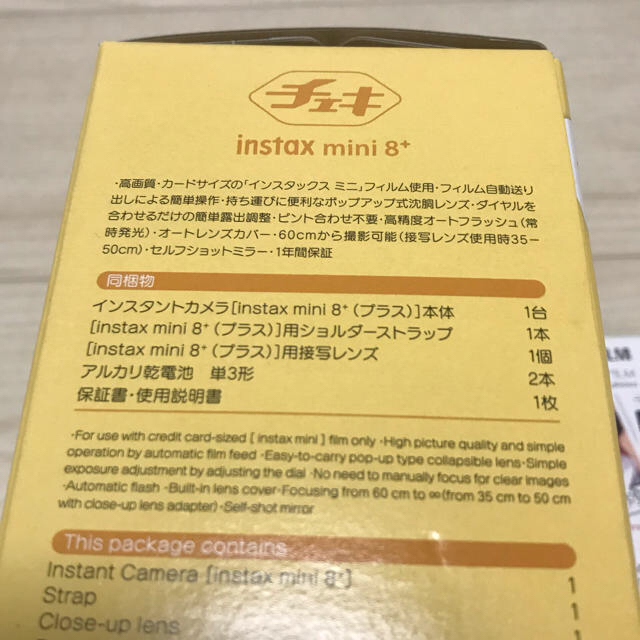 チェキ
instax mini 8+
・高画質・カードサイズの「インスタックス ミニ」フィルム使用・フィルム自動送り
出しによる簡単操作・持ち運びに便利なポップアップ式沈胴レンズ・ダイヤルを
合わせるだけの簡単露出調整・ピント合わせ不要・高精度オートフラッシュ(常
時発光)・オートレンズカバー・60cmから撮影可能(接写レンズ使用時35−
50cm)・セルフショットミラー・1年間保証
同梱物
インスタントカメラ[instax mini 8+(プラス)]本体 1台
[instax mini 8+(プラス)]用ショルダーストラップ 1本
[instax mini 8+(プラス)]用接写レンズ 1個
アルカリ乾電池 単3形 2本
保証書・使用説明書 1枚
・For use with credit card-sized [ instax mini ] film only ・High picture quality and simple
operation by automatic film feed ・Easy-to-carry pop-up type collapsible lens・Simple
exposure adjustment by adjusting the dial ・No need to manually focus for clear images
・Automatic flash ・Built-in lens cover・Focusing from 60 cm to ∞(from 35 cm to 50 cm
with close-up lens adapter)・Self-shot mirror
This package contains
Instant Camera [instax mini 8+] 1
Strap 1
Close-up lens 1